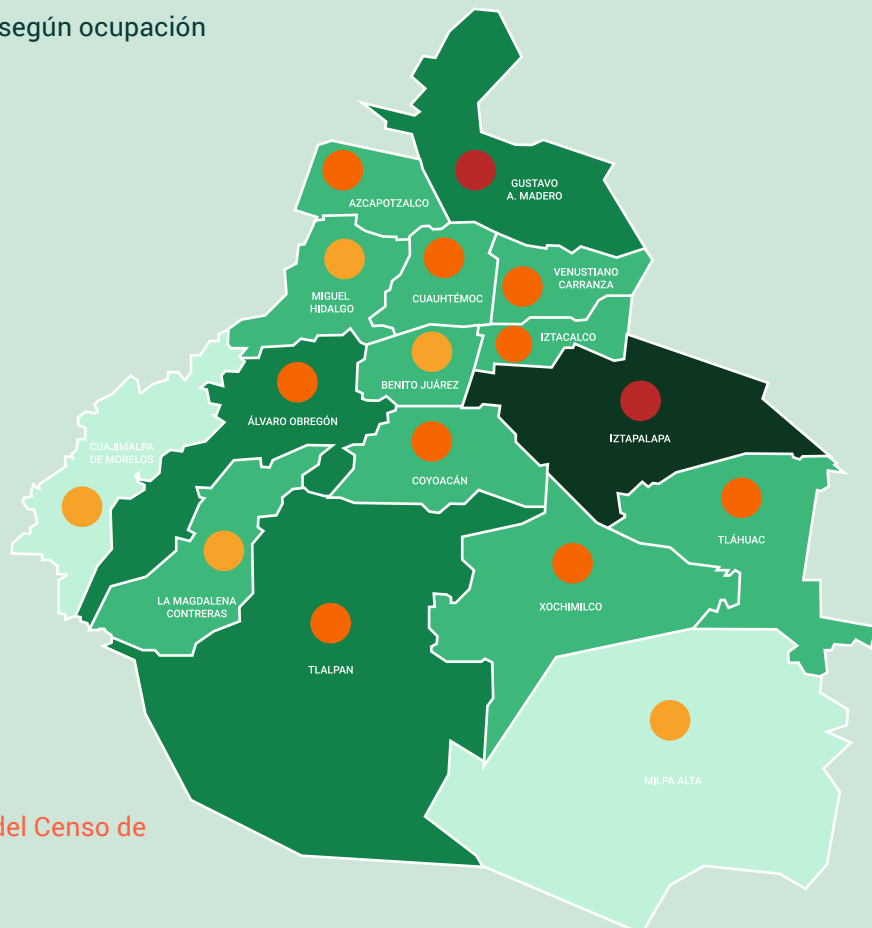 según ocupación
GUSTAVO
A. MADERO
AZCAPOTZALCO
VENUSTIANO
CARRANZA
MIGUEL
HIDALGO
CUAUHTÉMOC
IZTACALCO
BENITO JUÁREZ
ÁLVARO OBREGÓN
IZTAPALAPA
CUAJIMALPA
DE MORELOS
COYOACÁN
TLÁHUAC
LA MAGDALENA
CONTRERAS
XOCHIMILCO
TLALPAN
MILPA ALTA
del Censo de